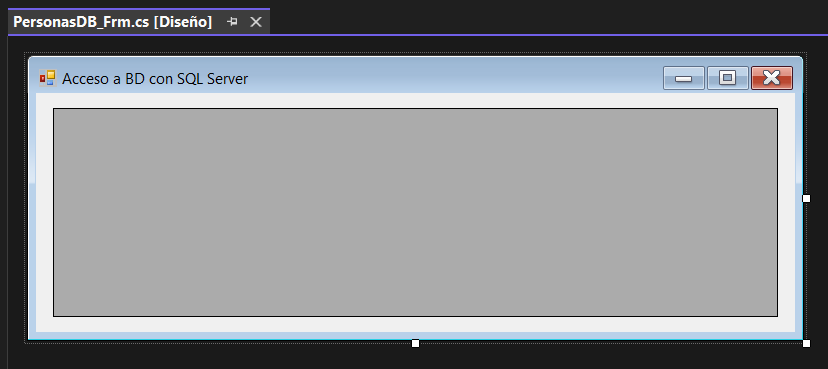 PersonasDB_Frm.cs [Diseño]
Acceso a BD con SQL Server